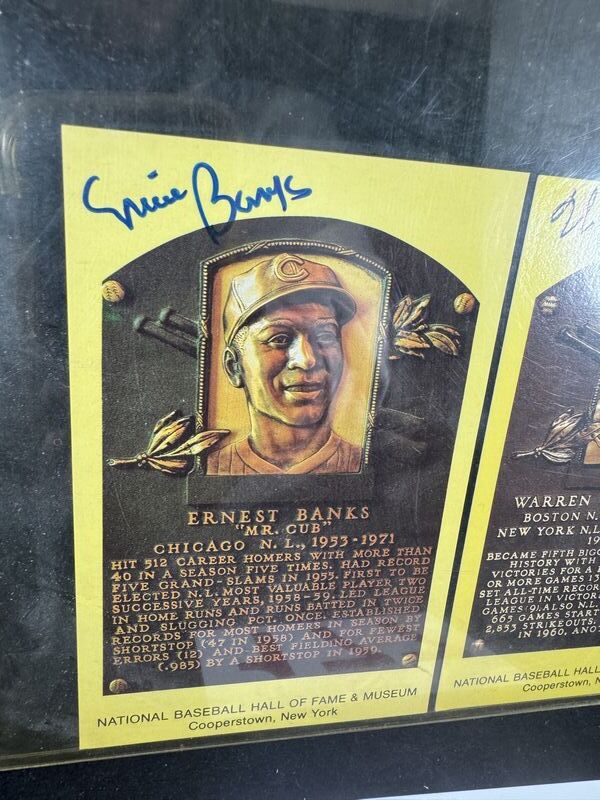 Ernie Banks
C
ERNEST BANKS
"MR. CUB"
CHICAGO N.L., 1953-1971
HIT 512 CAREER HOMERS WITH MORE THAN
40 IN A SEASON FIVE TIMES. HAD RECORD
FIVE GRAND-SLAMS IN 1955. FIRST TO BE
ELECTED N.L. MOST VALUABLE PLAYER TWO
SUCCESSIVE YEARS, 1958-59. LED LEAGUE
IN HOME RUNS AND RUNS BATTED IN TWICE
AND SLUGGING PCT. ONCE. ESTABLISHED
RECORDS FOR MOST HOMERS IN SEASON BY
SHORTSTOP (47 IN 1958) AND FOR FEWEST
ERRORS (12) AND BEST FIELDING AVERAGE
(.985) BY A SHORTSTOP IN 1959.
NATIONAL BASEBALL HALL OF FAME & MUSEUM
Cooperstown, New York
WARREN
BOSTON N.
NEW YORK N.L
19
BECAME FIFTH BIGG
HISTORY WITH
VICTORIES FOR A
OR MORE GAMES 13
SET ALL-TIME RECOR
LEAGUE IN VICTORI
GAMES (9). ALSO N.L.
665 GAMES START
2,853 STRIKEOUTS.
IN 1960. ANO
NATIONAL BASEBALL HALL
Cooperstown, N